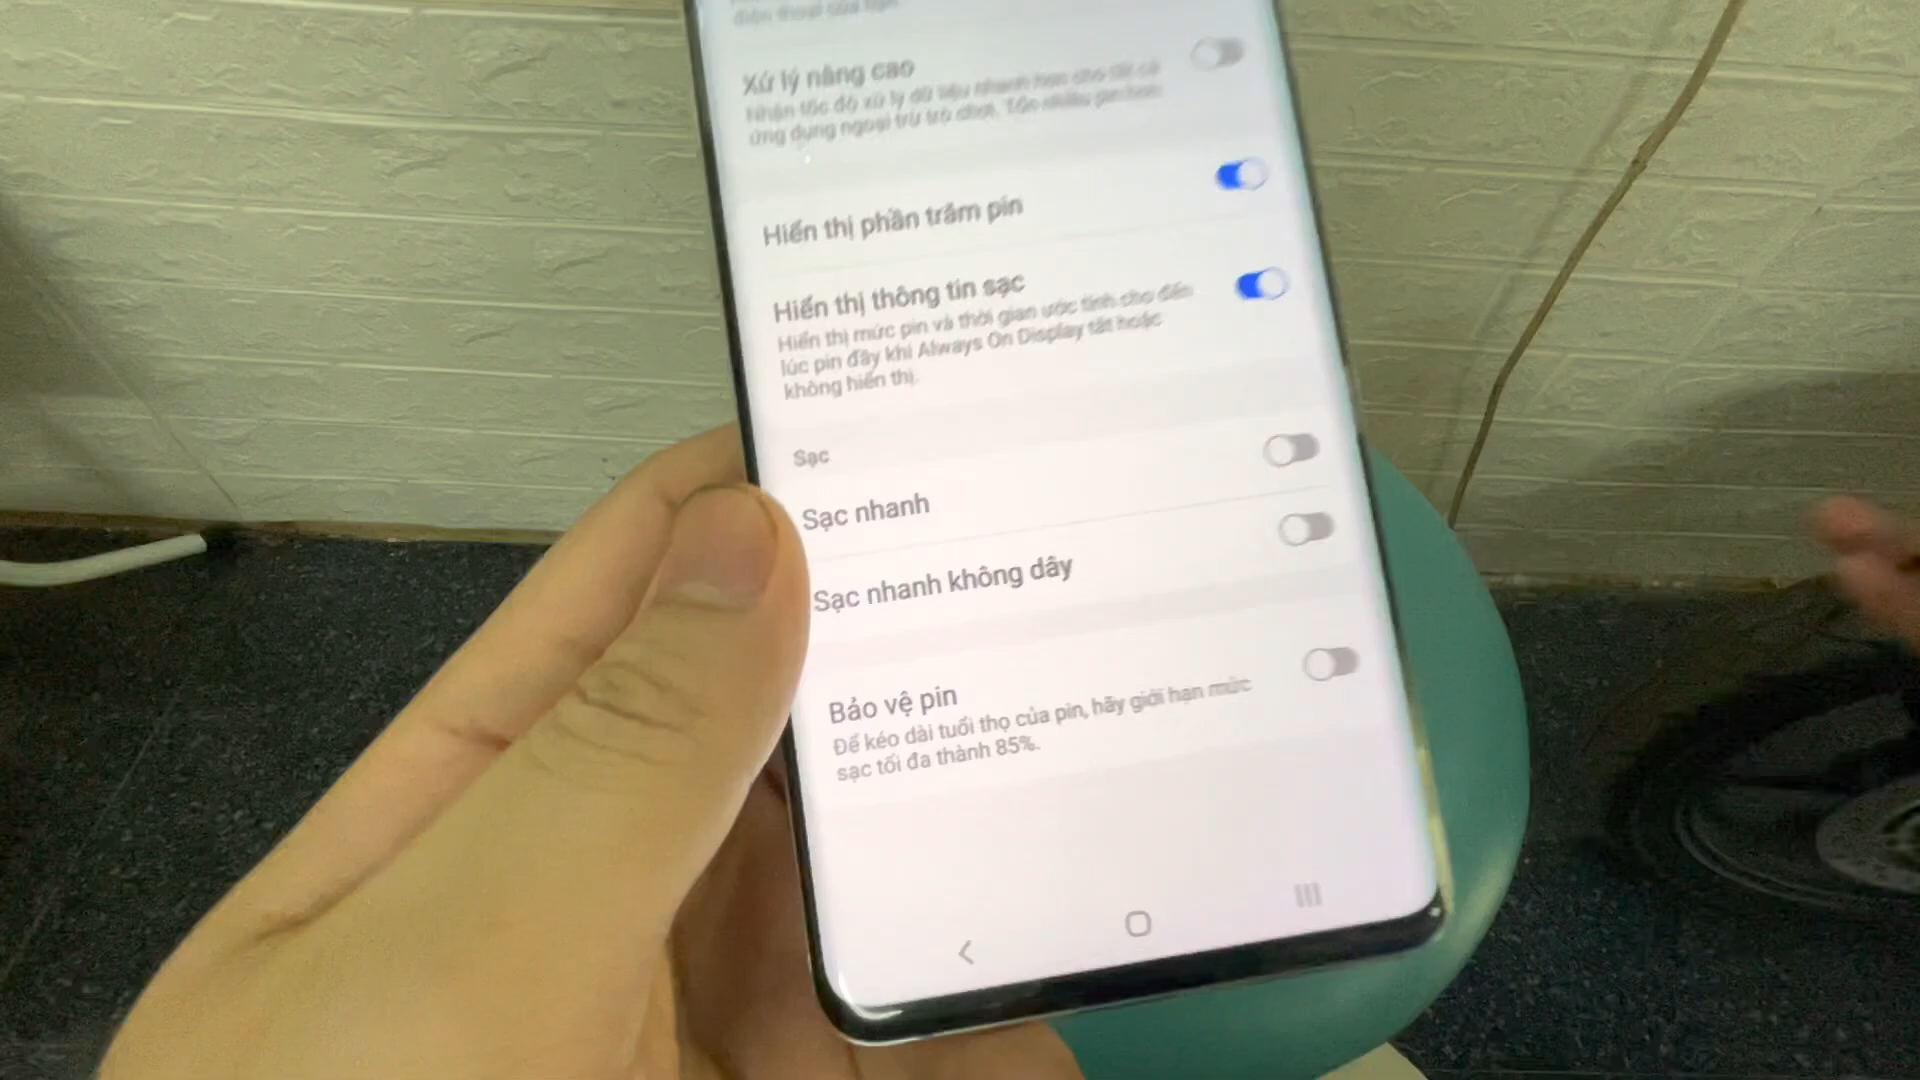 điện thoại của bạn
Xử lý nâng cao
Nhận tốc độ xử lý dữ liệu nhanh hơn cho tất cả
ứng dụng ngoại trừ trò chơi. Tốn nhiều pin hơn.
Hiển thị phần trăm pin
Hiển thị thông tin sạc
Hiển thị mức pin và thời gian ước tính cho đến
lúc pin đầy khi Always On Display tắt hoặc
không hiển thị.
Sạc
Sạc nhanh
Sạc nhanh không dây
Bảo vệ pin
Để kéo dài tuổi thọ của pin, hãy giới hạn mức
sạc tối đa thành 85%.